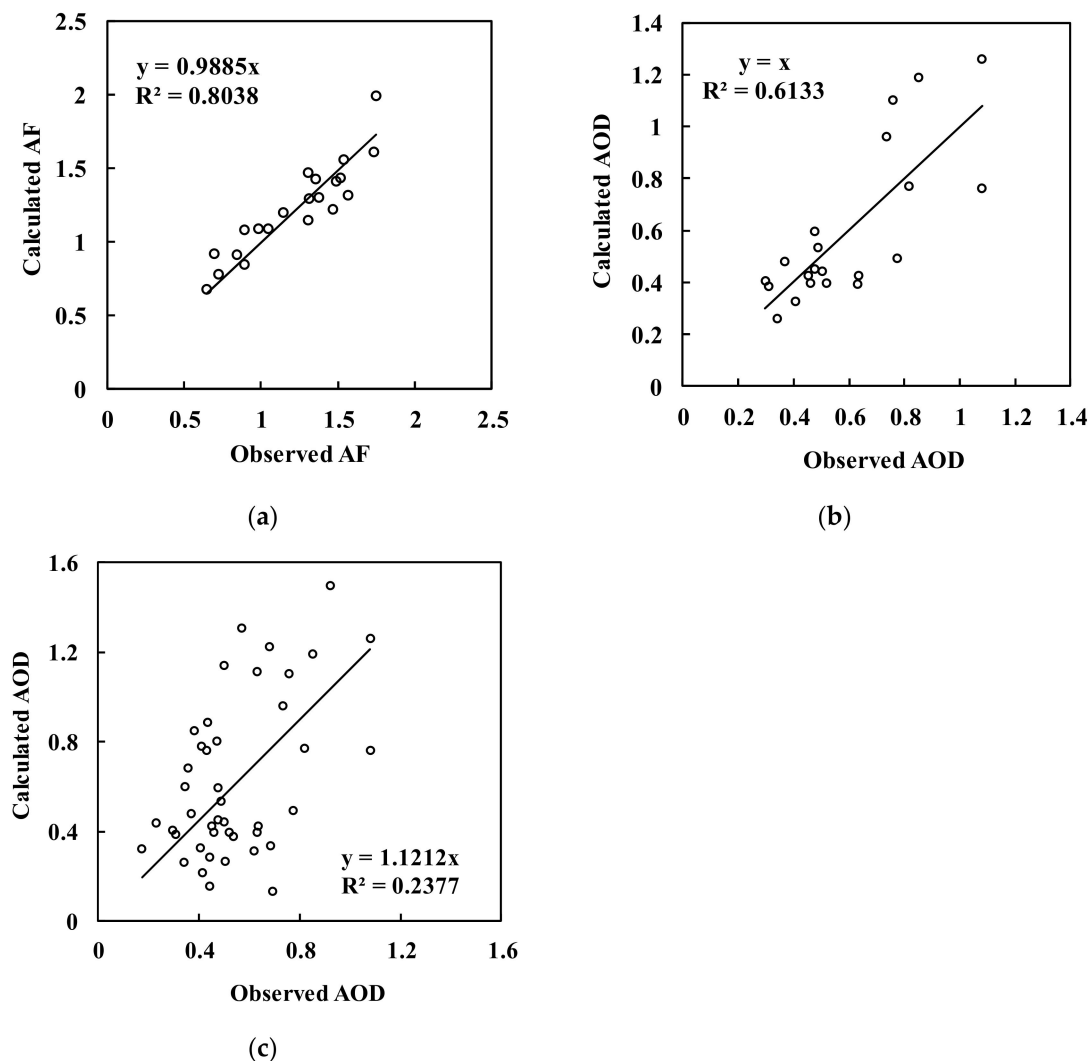 2.5
y = 0.9885x
R² = 0.8038
2
1.5
1
0.5
0
Calculated AF
0 0.5 1 1.5 2 2.5
Observed AF
(a)
1.4
y = x
R² = 0.6133
1.2
1
0.8
0.6
0.4
0.2
0
Calculated AOD
0 0.2 0.4 0.6 0.8 1 1.2 1.4
Observed AOD
(b)
1.6
1.2
0.8
0.4
0
Calculated AOD
y = 1.1212x
R² = 0.2377
0 0.4 0.8 1.2 1.6
Observed AOD
(c)